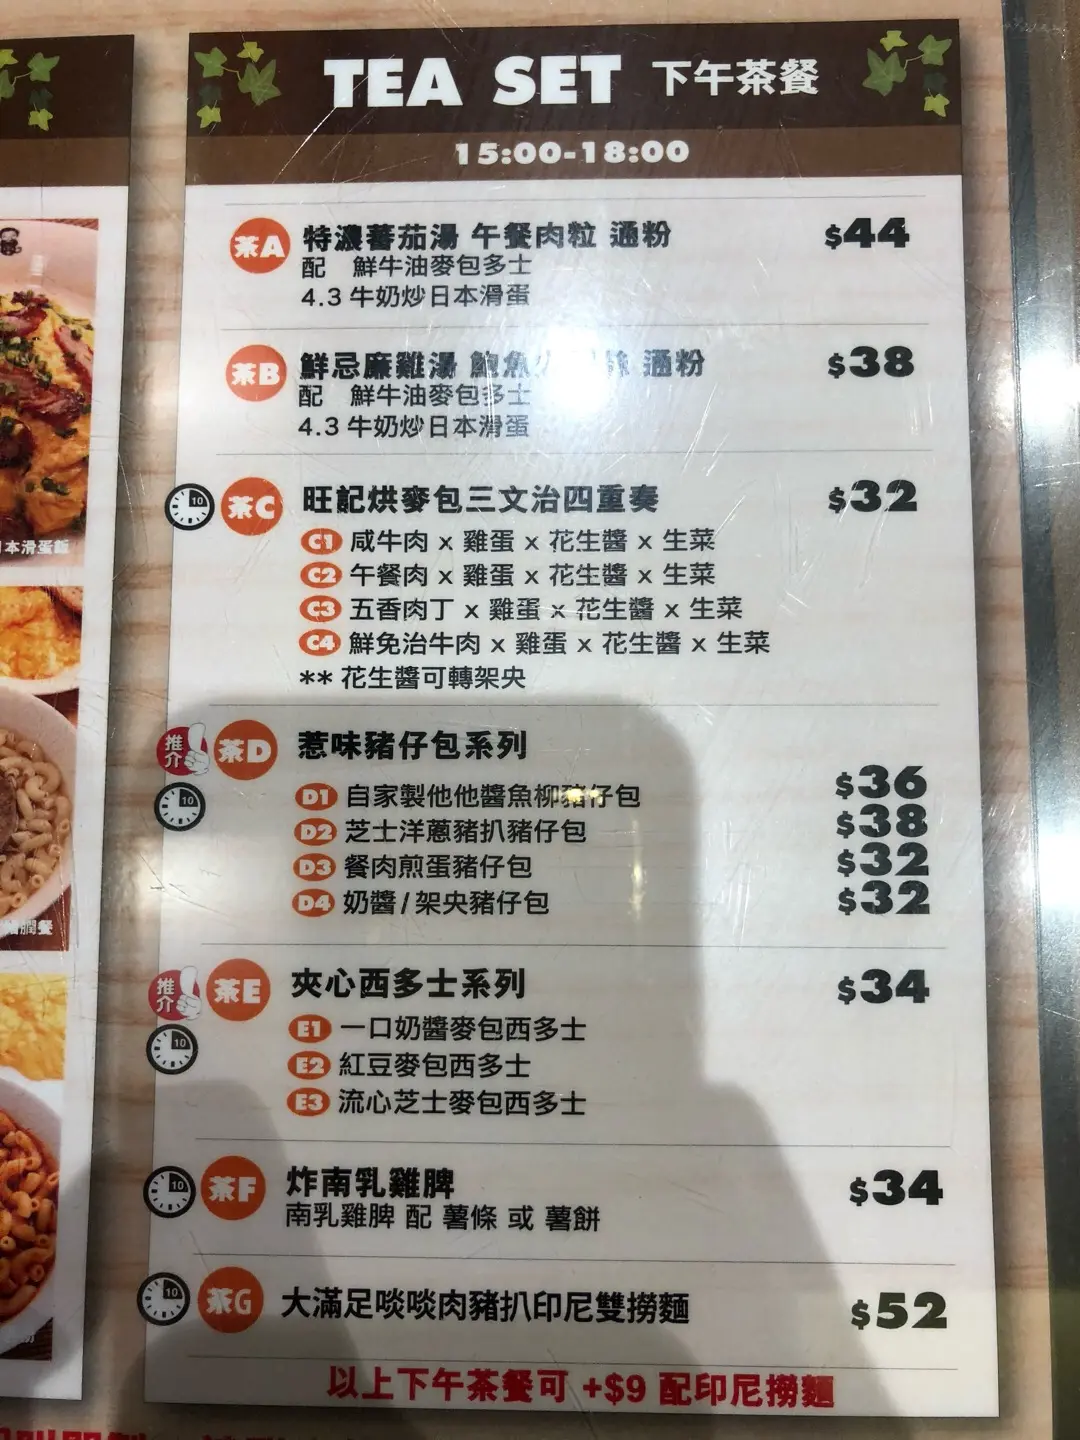 TEA SET 下午茶餐
15:00-18:00
茶A 特濃蕃茄湯 午餐肉粒 通粉 $44
配 鮮牛油麥包多士
4.3 牛奶炒日本滑蛋
茶B 鮮忌廉雞湯 鮑魚 通粉 $38
配 鮮牛油麥包多士
4.3 牛奶炒日本滑蛋
10 茶C 旺記烘麥包三文治四重奏 $32
C1 咸牛肉 x 雞蛋 x 花生醬 x 生菜
C2 午餐肉 x 雞蛋 x 花生醬 x 生菜
C3 五香肉丁 x 雞蛋 x 花生醬 x 生菜
C4 鮮免治牛肉 x 雞蛋 x 花生醬 x 生菜
** 花生醬可轉架央
推介 茶D 惹味豬仔包系列
10
D1 自家製他他醬魚柳豬仔包 $36
D2 芝士洋蔥豬扒豬仔包 $38
D3 餐肉煎蛋豬仔包 $32
D4 奶醬/架央豬仔包 $32
推介 茶E 夾心西多士系列 $34
10
E1 一口奶醬麥包西多士
E2 紅豆麥包西多士
E3 流心芝士麥包西多士
10 茶F 炸南乳雞脾 $34
南乳雞脾 配 薯條 或 薯餅
10 茶G 大滿足啖啖肉豬扒印尼雙撈麵 $52
以上下午茶餐可 +$9 配印尼撈麵
本滑蛋飯